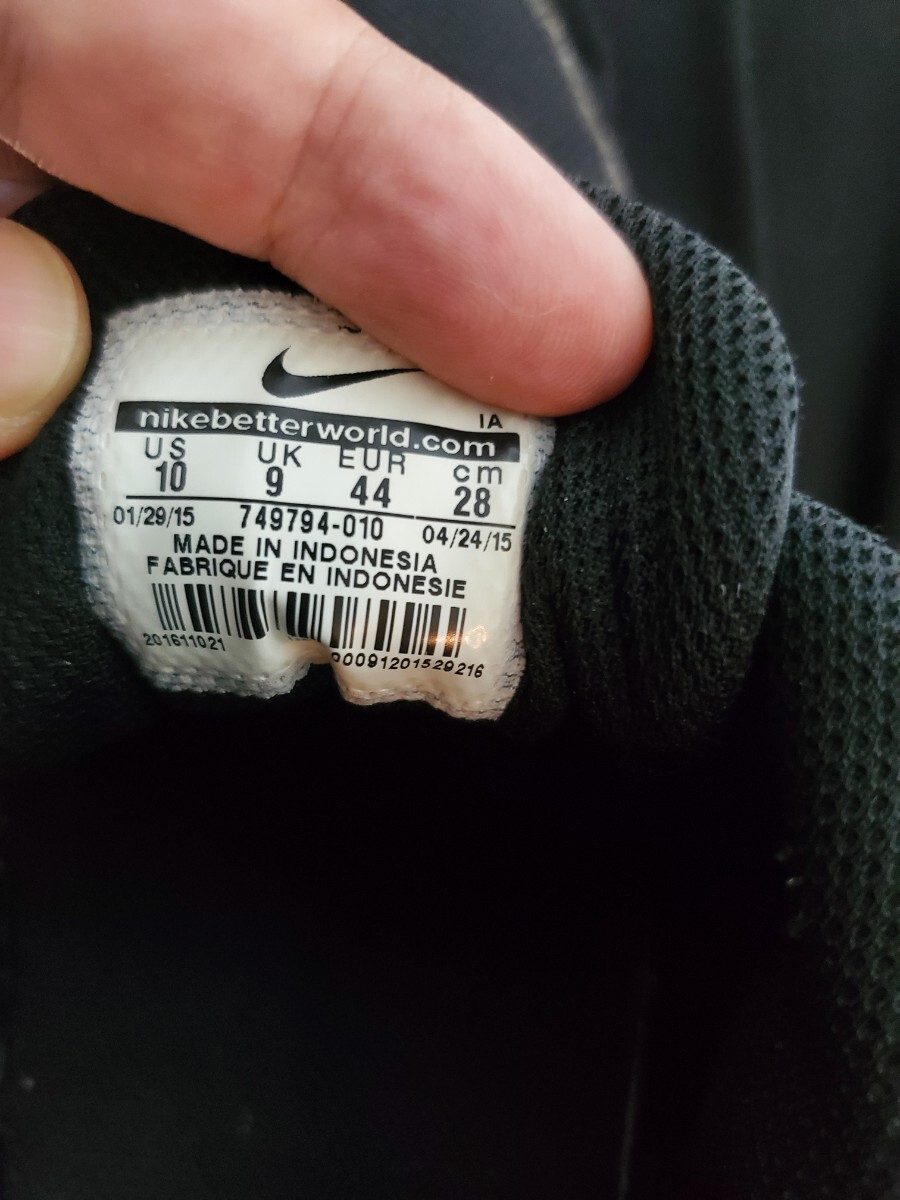 IA
nikebetterworld.com
US UK EUR cm
10 9 44 28
01/29/15 749794-010 04/24/15
MADE IN INDONESIA
FABRIQUE EN INDONESIE
201611021 00091201529216